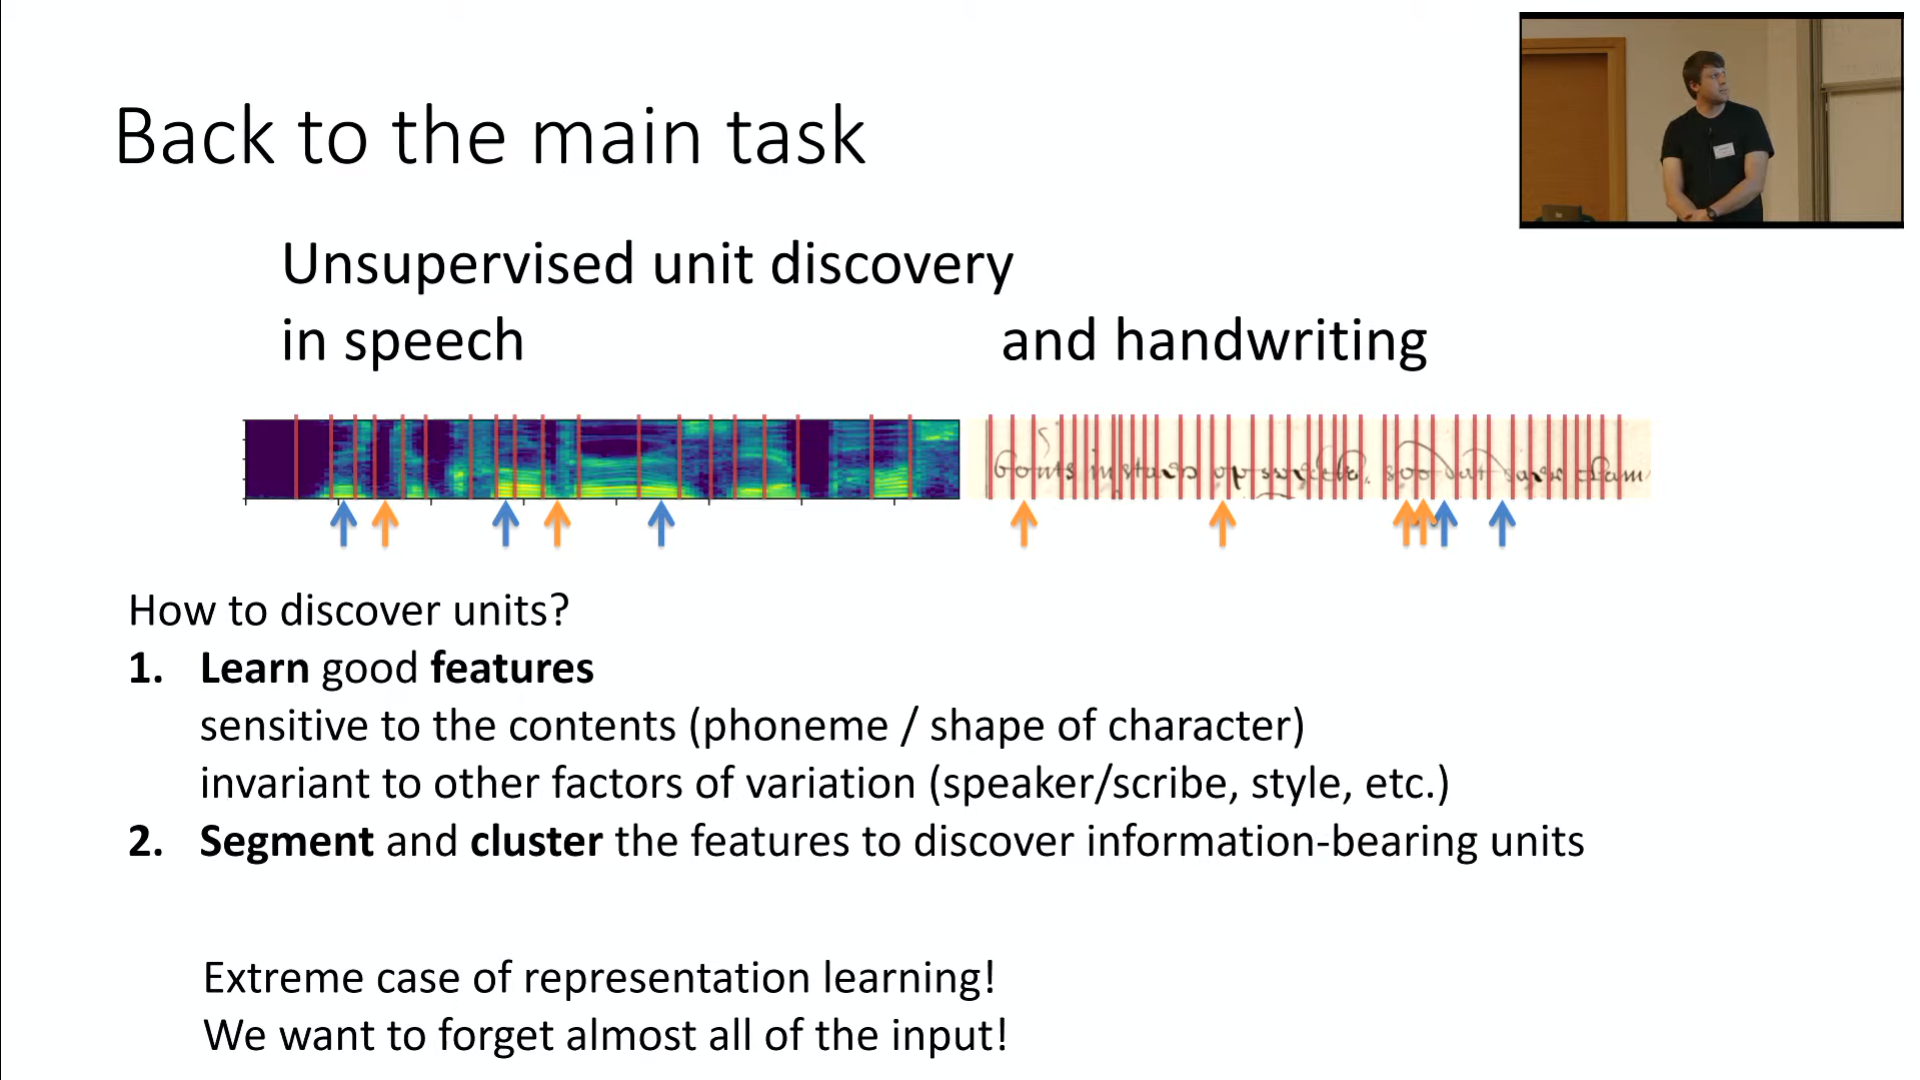 Back to the main task
Unsupervised unit discovery
in speech and handwriting
How to discover units?
1. Learn good features
sensitive to the contents (phoneme / shape of character)
invariant to other factors of variation (speaker/scribe, style, etc.)
2. Segment and cluster the features to discover information-bearing units
Extreme case of representation learning!
We want to forget almost all of the input!